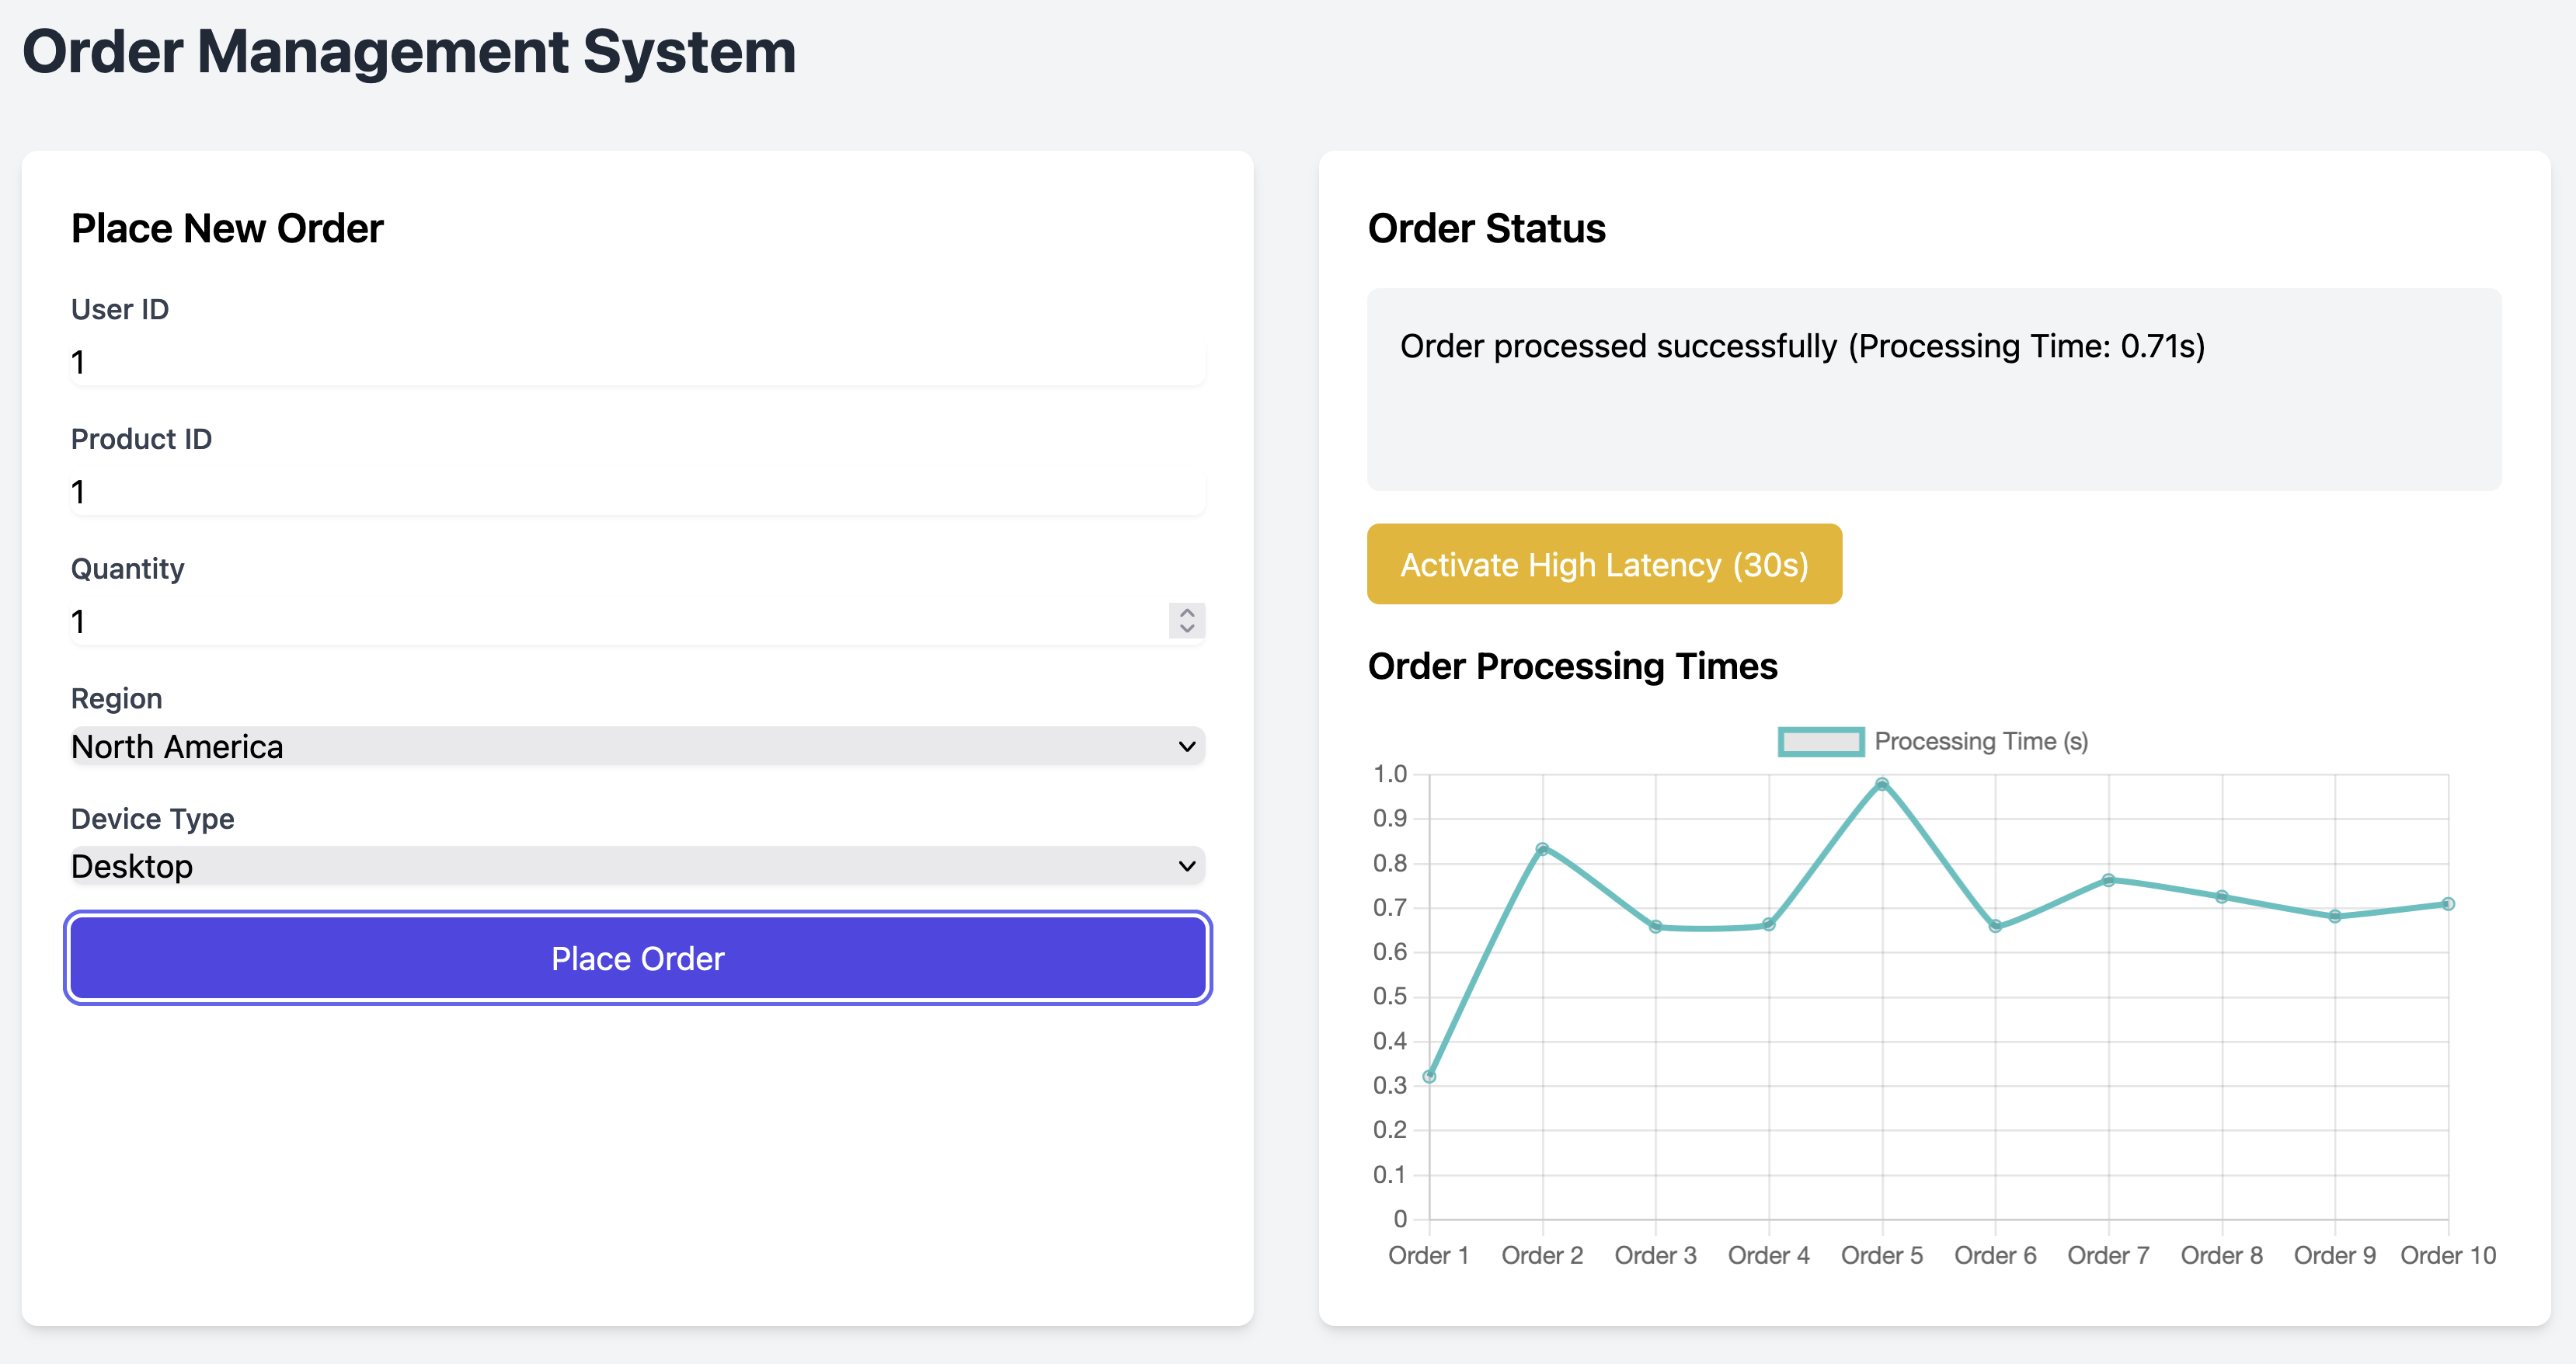 Order Management System
Place New Order
User ID
1
Product ID
1
Quantity
1
Region
North America
Device Type
Desktop
Place Order
Order Status
Order processed successfully (Processing Time: 0.71s)
Activate High Latency (30s)
Order Processing Times
Processing Time (s)
1.0
0.9
0.8
0.7
0.6
0.5
0.4
0.3
0.2
0.1
0
Order 1 Order 2 Order 3 Order 4 Order 5 Order 6 Order 7 Order 8 Order 9 Order 10